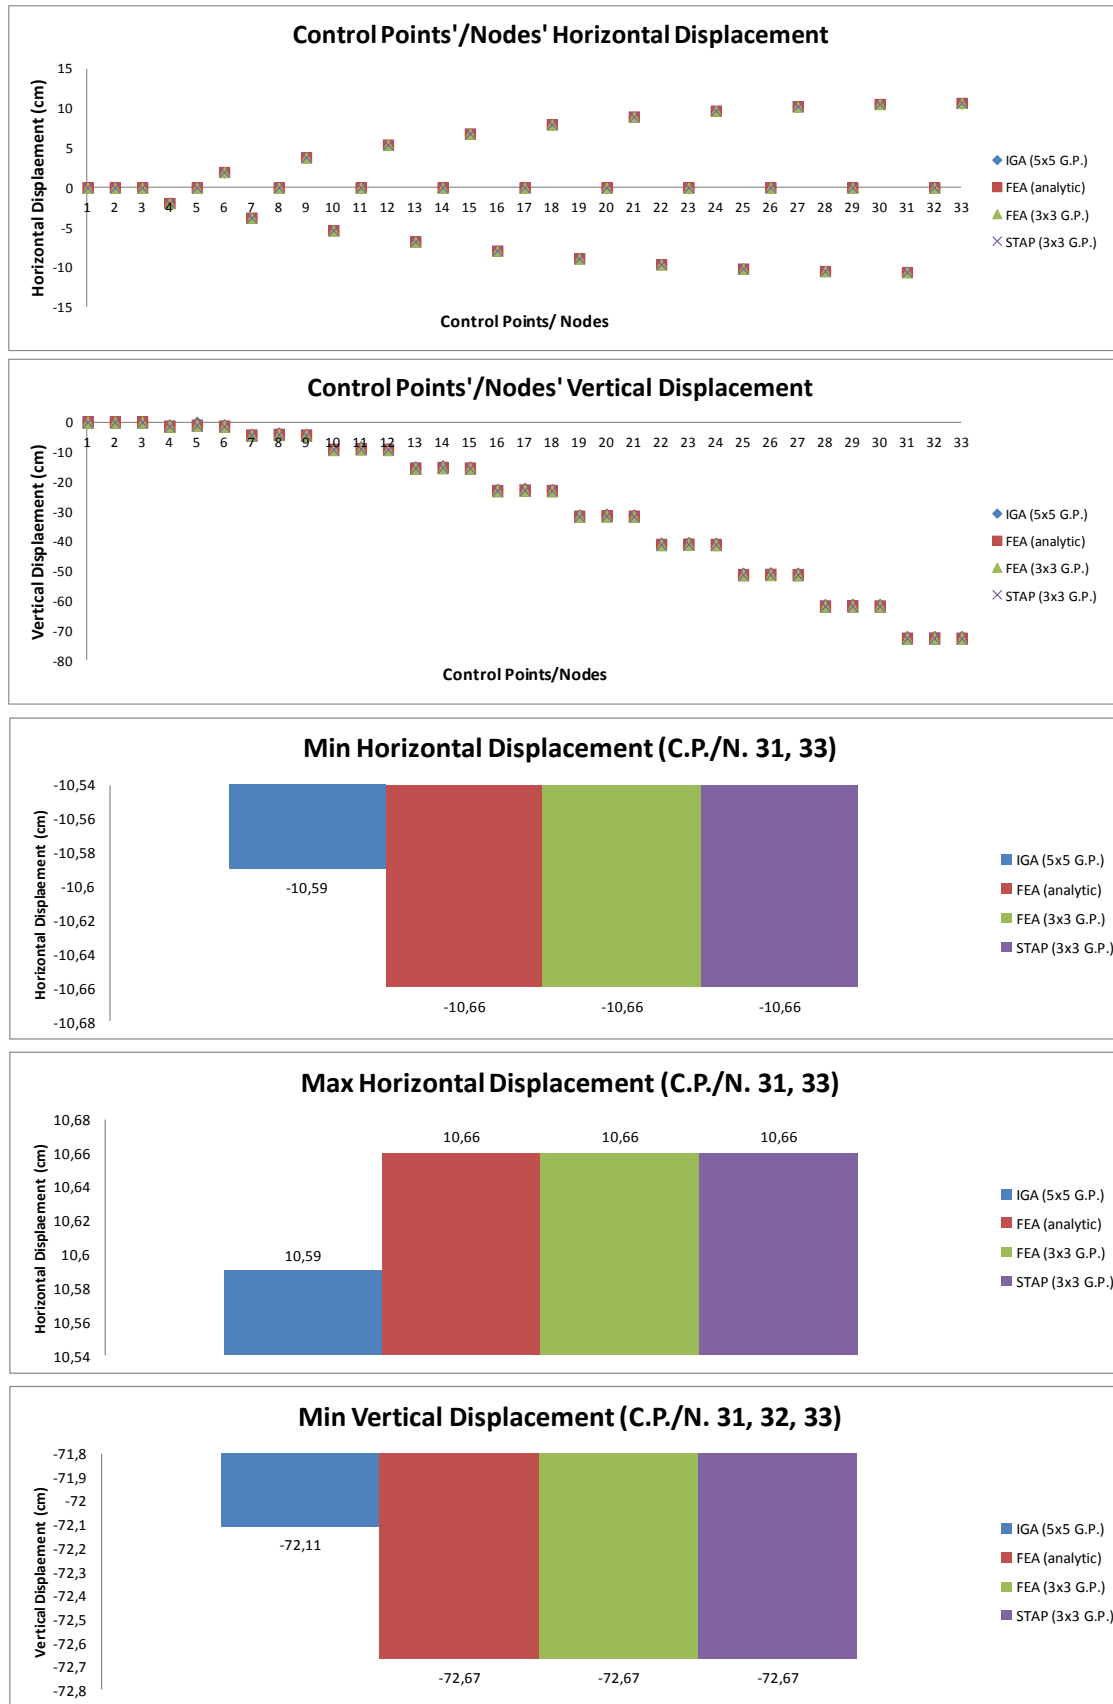 Control Points'/Nodes' Horizontal Displacement
15
10
5
0
-5
-10
-15
Horizontal Displaement (cm)
1 2 3 4 5 6 7 8 9 10 11 12 13 14 15 16 17 18 19 20 21 22 23 24 25 26 27 28 29 30 31 32 33
Control Points/ Nodes
IGA (5x5 G.P.)
FEA (analytic)
FEA (3x3 G.P.)
STAP (3x3 G.P.)
Control Points'/Nodes' Vertical Displacement
0
-10
-20
-30
-40
-50
-60
-70
-80
Vertical Displaement (cm)
1 2 3 4 5 6 7 8 9 10 11 12 13 14 15 16 17 18 19 20 21 22 23 24 25 26 27 28 29 30 31 32 33
Control Points/Nodes
IGA (5x5 G.P.)
FEA (analytic)
FEA (3x3 G.P.)
STAP (3x3 G.P.)
Min Horizontal Displacement (C.P./N. 31, 33)
-10,54
-10,56
-10,58
-10,6
-10,62
-10,64
-10,66
-10,68
Horizontal Displaement (cm)
-10,59
-10,66
-10,66
-10,66
IGA (5x5 G.P.)
FEA (analytic)
FEA (3x3 G.P.)
STAP (3x3 G.P.)
Max Horizontal Displacement (C.P./N. 31, 33)
10,68
10,66
10,64
10,62
10,6
10,58
10,56
10,54
Horizontal Displaement (cm)
10,59
10,66
10,66
10,66
IGA (5x5 G.P.)
FEA (analytic)
FEA (3x3 G.P.)
STAP (3x3 G.P.)
Min Vertical Displacement (C.P./N. 31, 32, 33)
-71,8
-71,9
-72
-72,1
-72,2
-72,3
-72,4
-72,5
-72,6
-72,7
-72,8
Vertical Displaement (cm)
-72,11
-72,67
-72,67
-72,67
IGA (5x5 G.P.)
FEA (analytic)
FEA (3x3 G.P.)
STAP (3x3 G.P.)